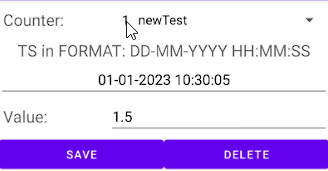 Counter: 1 newTest
TS in FORMAT: DD-MM-YYYY HH:MM:SS
01-01-2023 10:30:05
Value: 1.5
SAVE DELETE